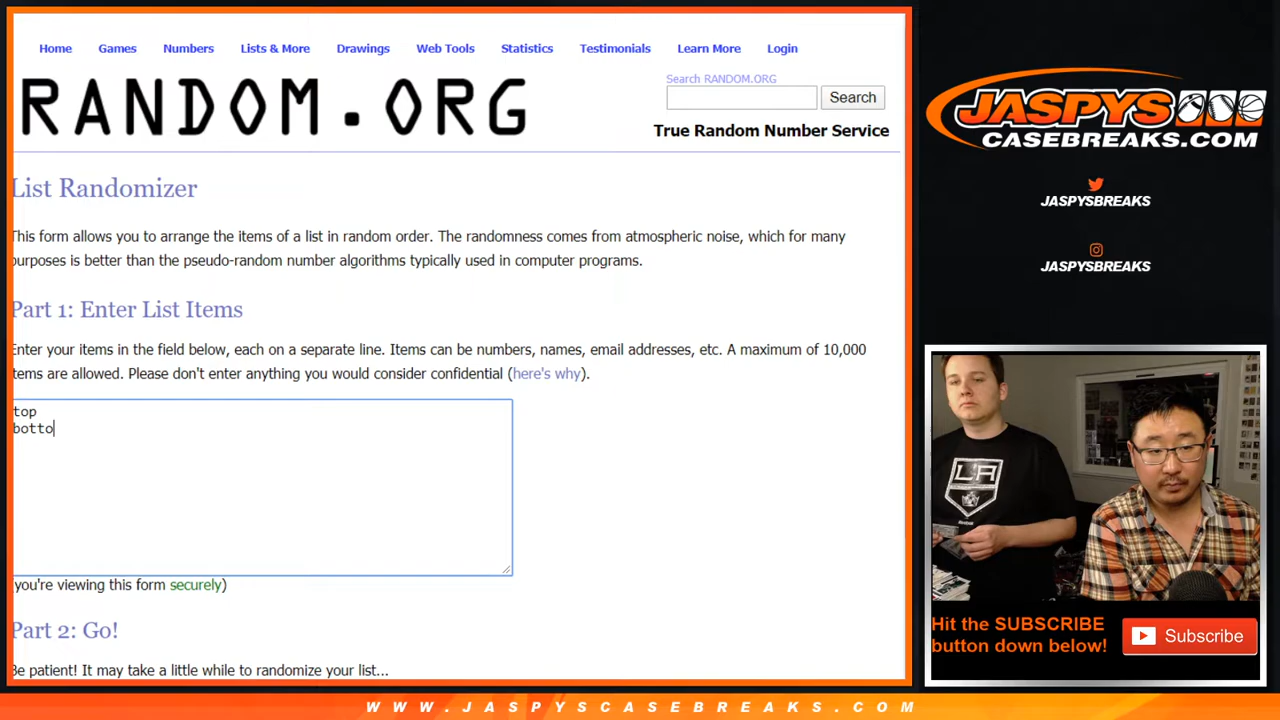 Home Games Numbers Lists & More Drawings Web Tools Statistics Testimonials Learn More Login
RANDOM.ORG
Search RANDOM.ORG
Search
True Random Number Service
List Randomizer
This form allows you to arrange the items of a list in random order. The randomness comes from atmospheric noise, which for many
purposes is better than the pseudo-random number algorithms typically used in computer programs.
Part 1: Enter List Items
Enter your items in the field below, each on a separate line. Items can be numbers, names, email addresses, etc. A maximum of 10,000
items are allowed. Please don't enter anything you would consider confidential (here's why).
top
botto
(you're viewing this form securely)
Part 2: Go!
Be patient! It may take a little while to randomize your list...
JASPYS
CASEBREAKS.COM
JASPYSBREAKS
JASPYSBREAKS
LA
Hit the SUBSCRIBE
button down below!
Subscribe
WWW.JASPYSCASEBREAKS.COM